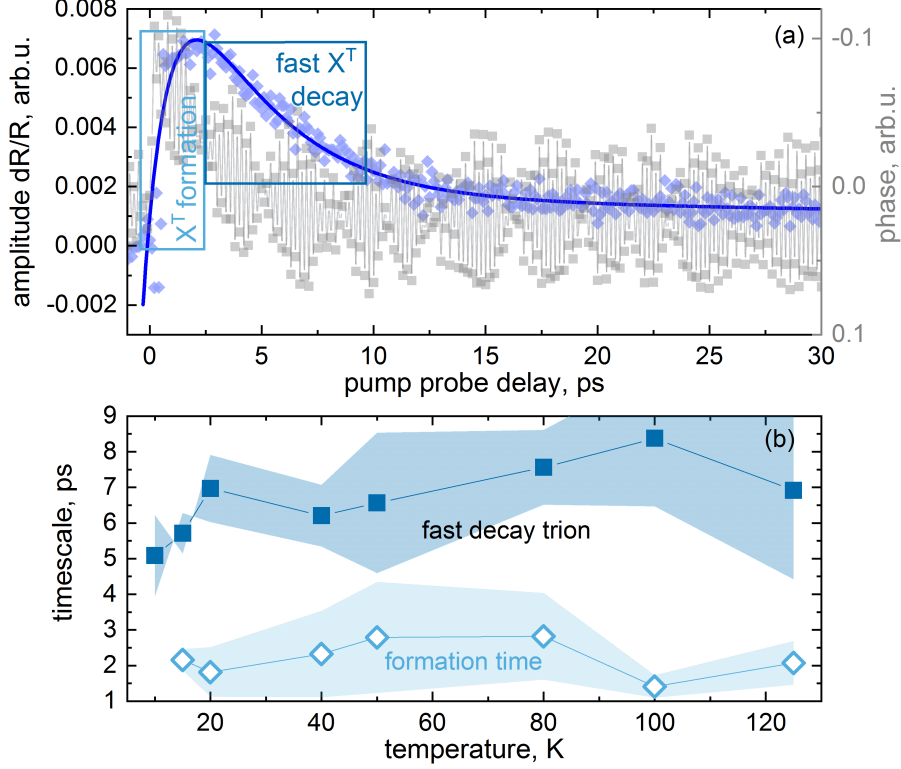 0.008
0.006
0.004
0.002
0.000
-0.002
amplitude dR/R, arb.u.
X^T formation
fast X^T
decay
(a)
-0.1
0.0
0.1
phase, arb.u.
0 5 10 15 20 25 30
pump probe delay, ps
9
8
7
6
5
4
3
2
1
timescale, ps
(b)
fast decay trion
formation time
20 40 60 80 100 120
temperature, K